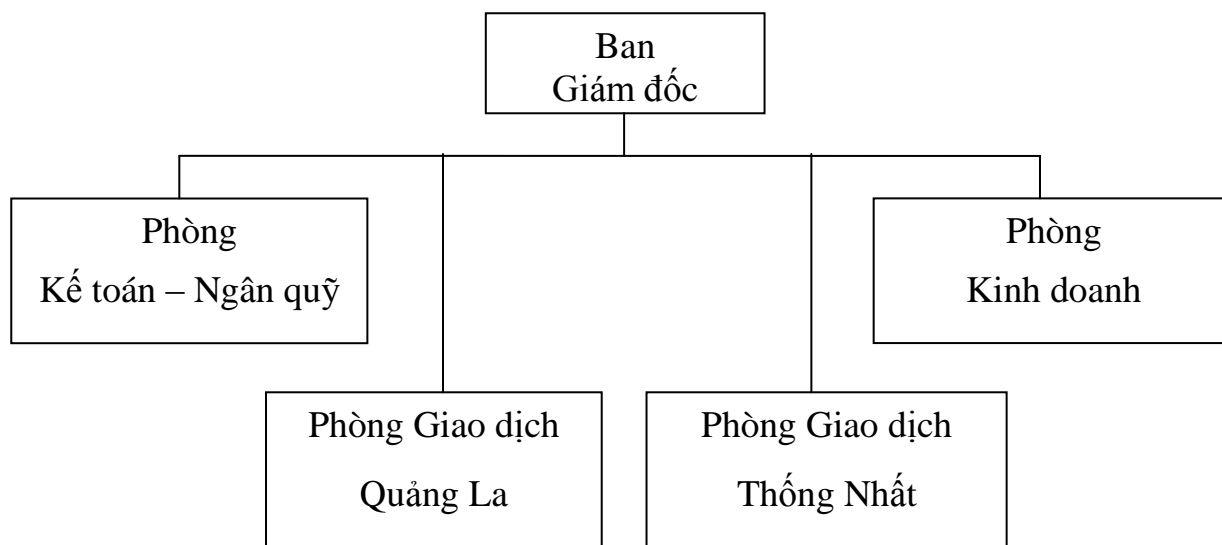 Ban
Giám đốc
Phòng
Kế toán – Ngân quỹ
Phòng
Kinh doanh
Phòng Giao dịch
Quảng La
Phòng Giao dịch
Thống Nhất